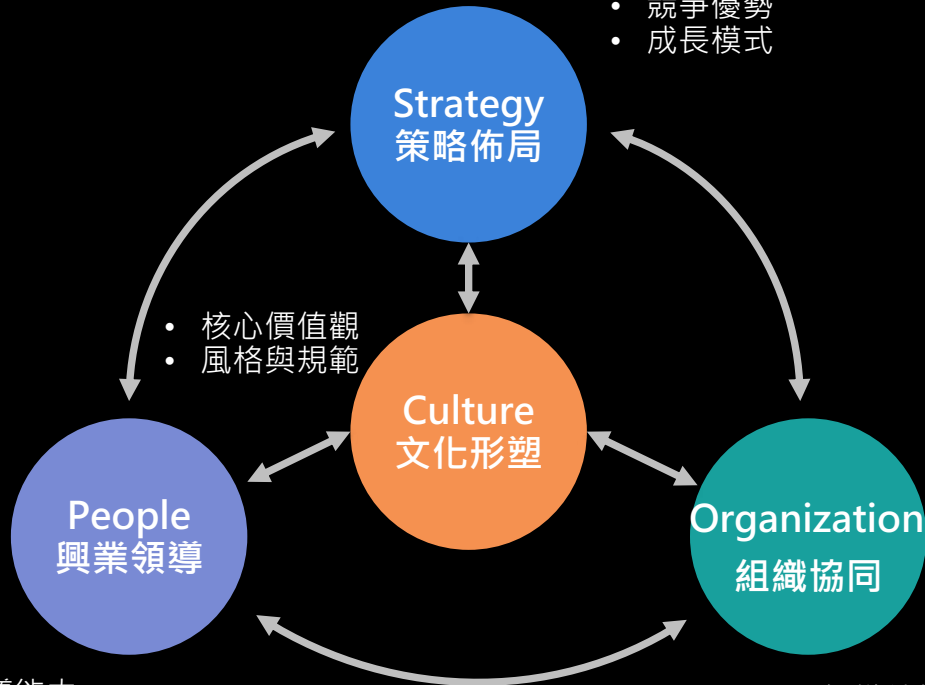 • 競爭優勢
• 成長模式
Strategy
策略佈局
• 核心價值觀
• 風格與規範
Culture
文化形塑
People
興業領導
Organization
組織協同